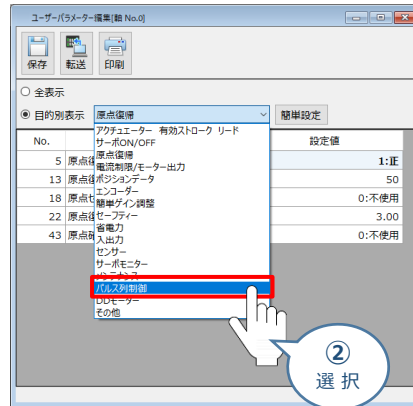 ユーザーパラメーター編集[軸 No.0]
保存 転送 印刷
全表示
目的別表示 原点復帰 簡単設定
No. 設定値
アクチュエーター 有効ストローク リード
サーボON/OFF
原点復帰
電流制限/モーター出力
ポジションデータ
エンコーダー
簡単ゲイン調整
セーフティー
省電力
入出力
センサー
サーボモニター
メンテナンス
パルス列制御
DDモーター
その他
5 原点復 1:正
13 原点復 50
18 原点セ 0:不使用
22 原点復 3.00
43 原点確 0:不使用
②
選択